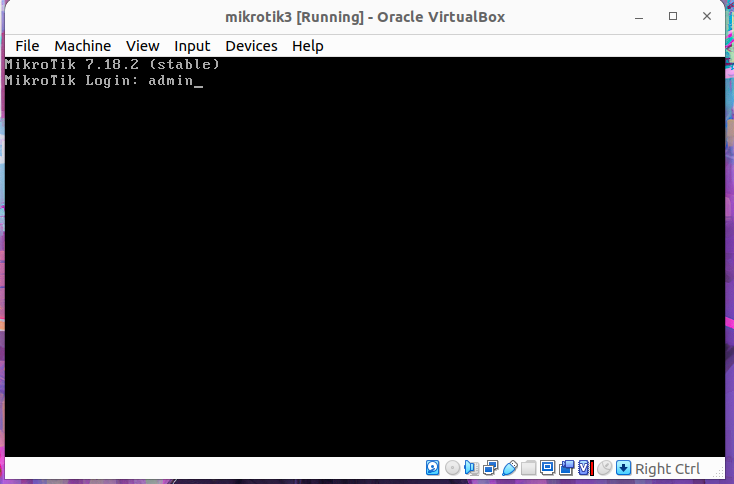 mikrotik3 [Running] - Oracle VirtualBox
File Machine View Input Devices Help
MikroTik 7.18.2 (stable)
MikroTik Login: admin_
Right Ctrl